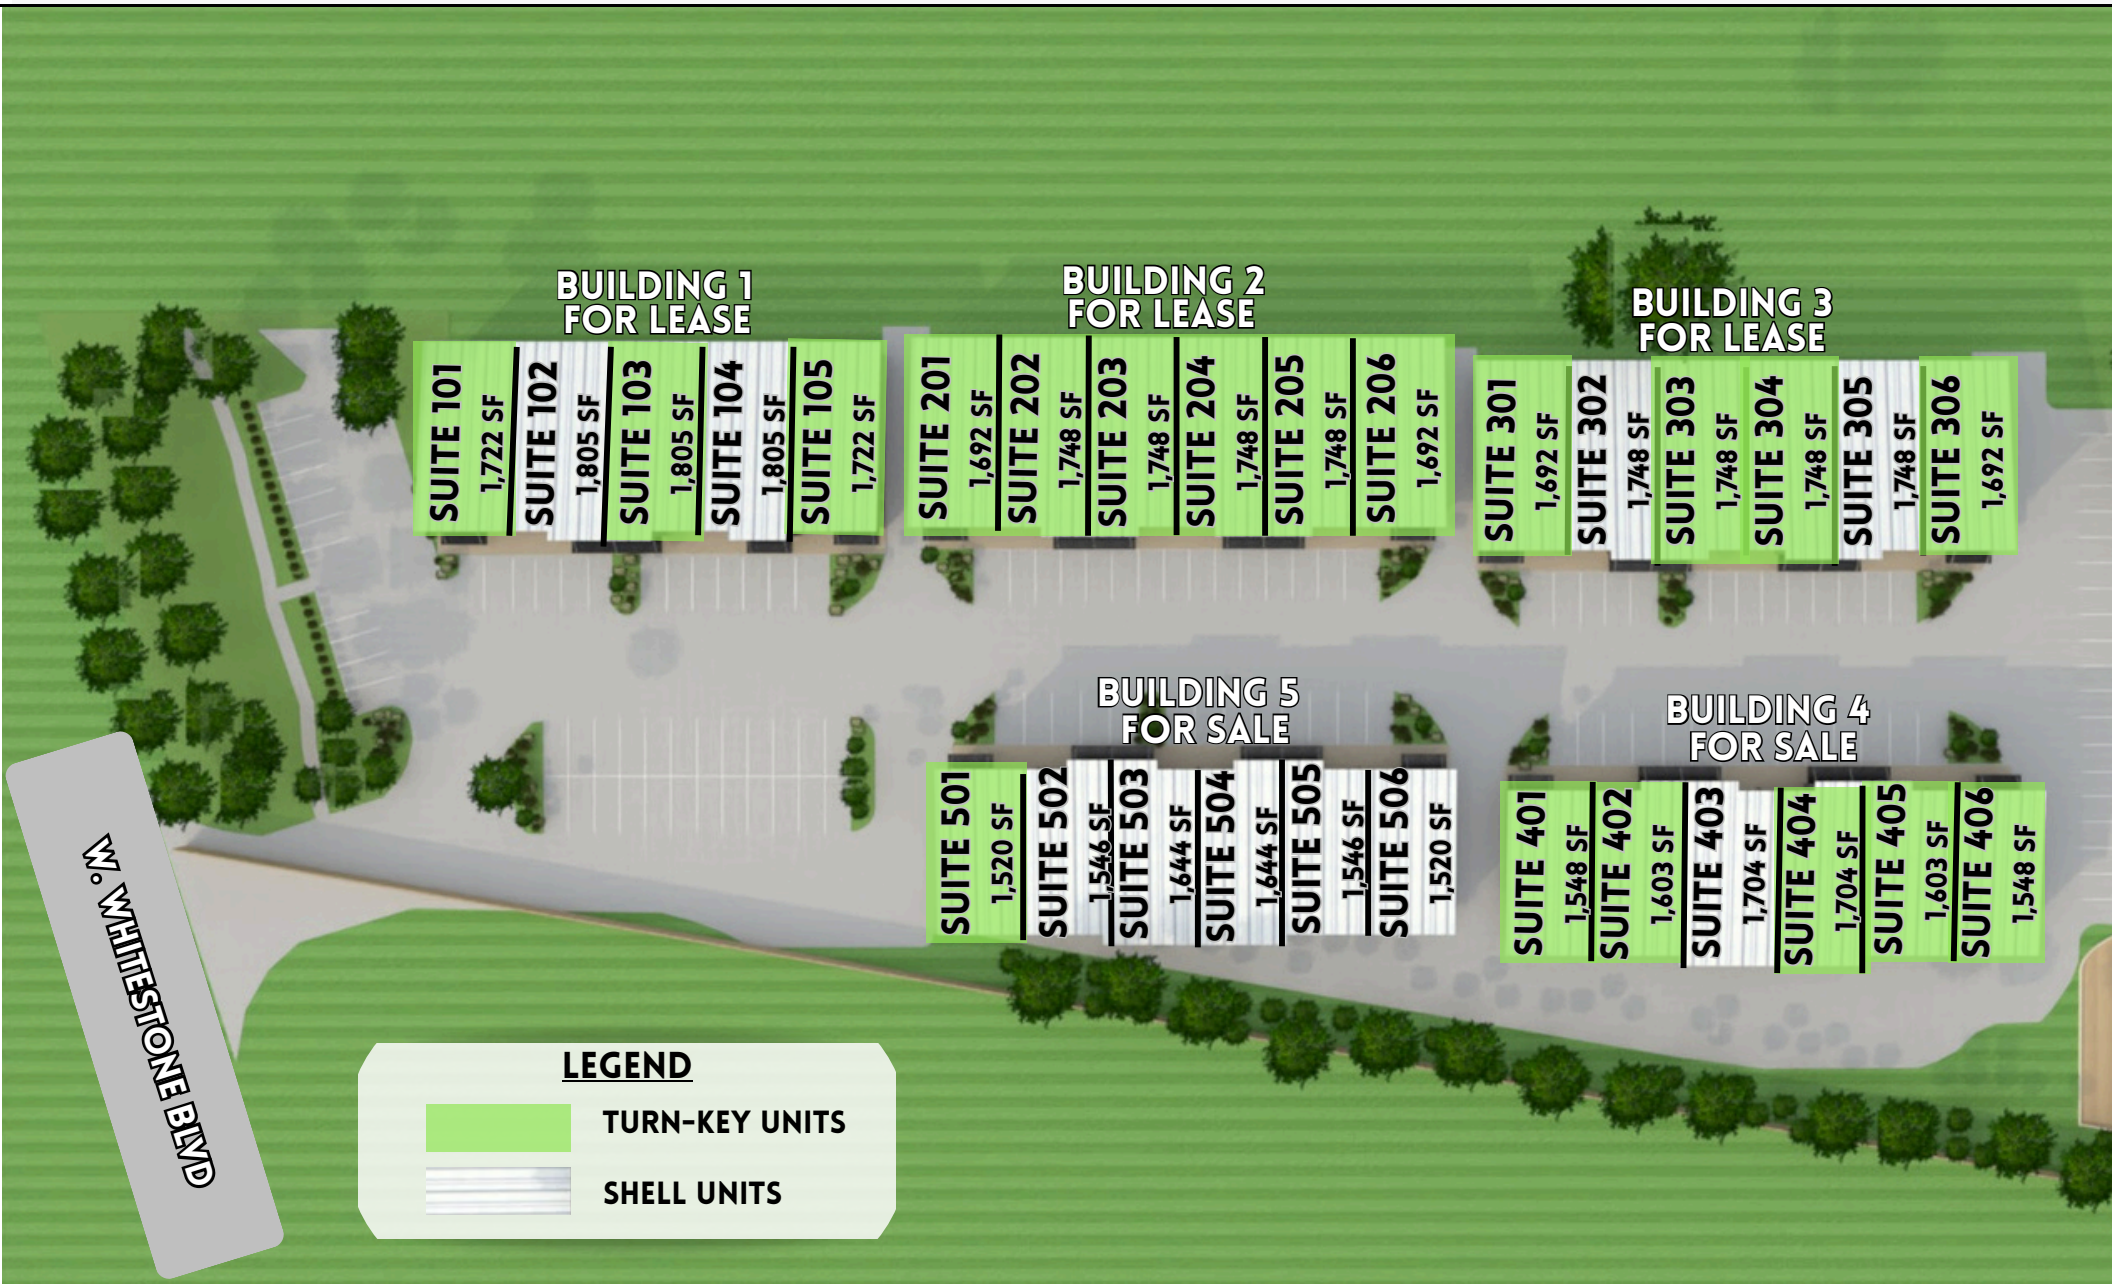 BUILDING 1
FOR LEASE
SUITE 101
1,722 SF
SUITE 102
1,805 SF
SUITE 103
1,805 SF
SUITE 104
1,805 SF
SUITE 105
1,722 SF
BUILDING 2
FOR LEASE
SUITE 201
1,692 SF
SUITE 202
1,748 SF
SUITE 203
1,748 SF
SUITE 204
1,748 SF
SUITE 205
1,748 SF
SUITE 206
1,692 SF
BUILDING 3
FOR LEASE
SUITE 301
1,692 SF
SUITE 302
1,748 SF
SUITE 303
1,748 SF
SUITE 304
1,748 SF
SUITE 305
1,748 SF
SUITE 306
1,692 SF
BUILDING 5
FOR SALE
SUITE 501
1,520 SF
SUITE 502
1,546 SF
SUITE 503
1,644 SF
SUITE 504
1,644 SF
SUITE 505
1,546 SF
SUITE 506
1,520 SF
BUILDING 4
FOR SALE
SUITE 401
1,548 SF
SUITE 402
1,603 SF
SUITE 403
1,704 SF
SUITE 404
1,704 SF
SUITE 405
1,603 SF
SUITE 406
1,548 SF
W. WHITESTONE BLVD
LEGEND
TURN-KEY UNITS
SHELL UNITS